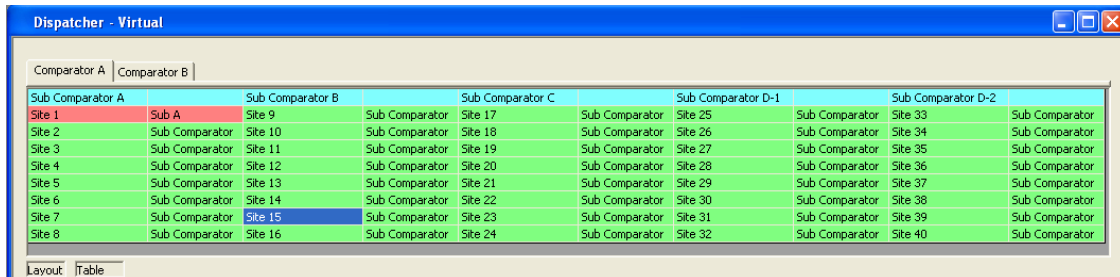 Dispatcher - Virtual
Comparator A Comparator B
Sub Comparator A Sub Comparator B Sub Comparator C Sub Comparator D-1 Sub Comparator D-2
Site 1 Sub A Site 9 Sub Comparator Site 17 Sub Comparator Site 25 Sub Comparator Site 33 Sub Comparator
Site 2 Sub Comparator Site 10 Sub Comparator Site 18 Sub Comparator Site 26 Sub Comparator Site 34 Sub Comparator
Site 3 Sub Comparator Site 11 Sub Comparator Site 19 Sub Comparator Site 27 Sub Comparator Site 35 Sub Comparator
Site 4 Sub Comparator Site 12 Sub Comparator Site 20 Sub Comparator Site 28 Sub Comparator Site 36 Sub Comparator
Site 5 Sub Comparator Site 13 Sub Comparator Site 21 Sub Comparator Site 29 Sub Comparator Site 37 Sub Comparator
Site 6 Sub Comparator Site 14 Sub Comparator Site 22 Sub Comparator Site 30 Sub Comparator Site 38 Sub Comparator
Site 7 Sub Comparator Site 15 Sub Comparator Site 23 Sub Comparator Site 31 Sub Comparator Site 39 Sub Comparator
Site 8 Sub Comparator Site 16 Sub Comparator Site 24 Sub Comparator Site 32 Sub Comparator Site 40 Sub Comparator
Layout Table